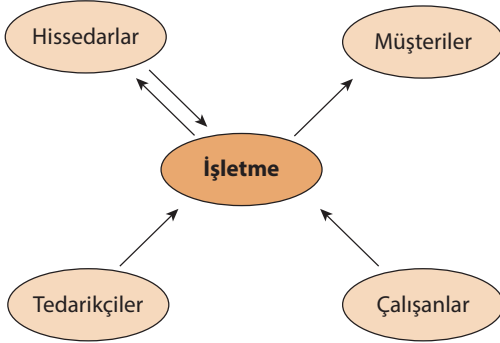 Hissedarlar
Müşteriler
İşletme
Tedarikçiler
Çalışanlar